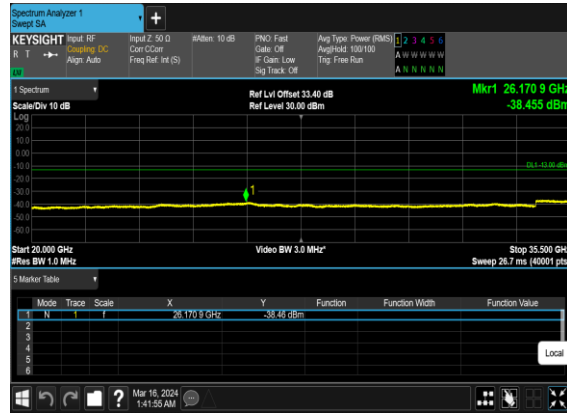 Spectrum Analyzer 1
Swept SA
+
KEYSIGHT Input: RF Input Z: 50 Ω #Atten: 10 dB PNO: Fast Avg Type: Power (RMS) 1 2 3 4 5 6
R T Coupling: DC Corr CCorr Gate: Off Avg|Hold: 100/100 A W W W W W
Align: Auto Freq Ref: Int (S) IF Gain: Low Trig: Free Run
Sig Track: Off A N N N N N
1 Spectrum Ref Lvl Offset 33.40 dB Mkr1 26.170 9 GHz
Scale/Div 10 dB Ref Level 30.00 dBm -38.455 dBm
Log
20.0
10.0
0.00
-10.0 DL1 -13.00 dBm
-20.0
-30.0 1
-40.0
-50.0
-60.0
Start 20.000 GHz Video BW 3.0 MHz* Stop 35.500 GHz
#Res BW 1.0 MHz Sweep 26.7 ms (40001 pts
5 Marker Table
Mode Trace Scale X Y Function Function Width Function Value
1 N 1 f 26.170 9 GHz -38.46 dBm
2
3
4
5
6
Local
? Mar 16, 2024
1:41:55 AM